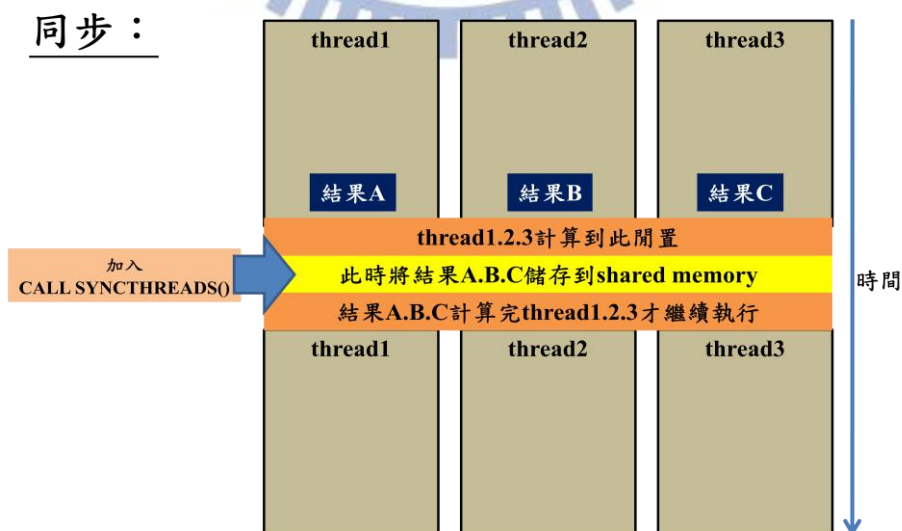 同步：
thread1
thread2
thread3
結果A
結果B
結果C
thread1.2.3計算到此閒置
加入
CALL SYNCTHREADS()
此時將結果A.B.C儲存到shared memory
時間
結果A.B.C計算完thread1.2.3才繼續執行
thread1
thread2
thread3